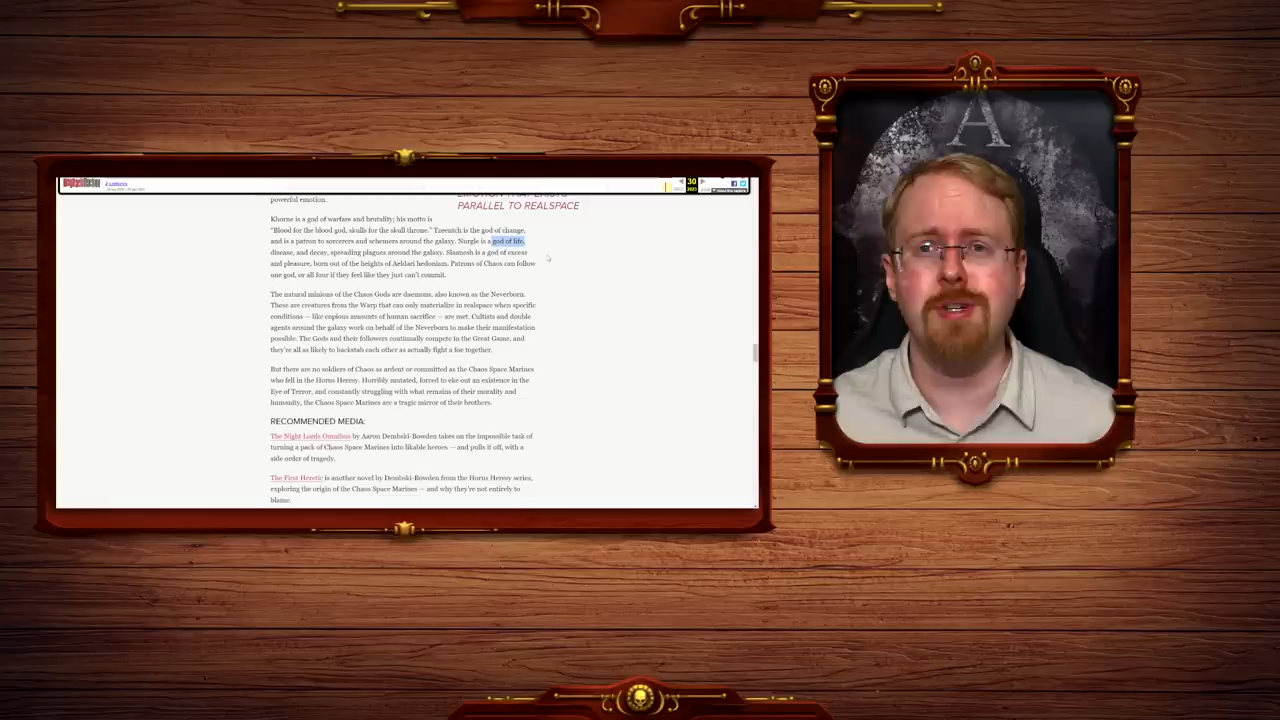 2 captures
30
powerful emotion.
PARALLEL TO REALSPACE
Khorne is a god of warfare and brutality; his motto is
"Blood for the blood god, skulls for the skull throne." Tzeentch is the god of change,
and is a patron to sorcerers and schemers around the galaxy. Nurgle is a god of life,
disease, and decay, spreading plagues around the galaxy. Slaanesh is a god of excess
and pleasure, born out of the heights of Aeldari hedonism. Patrons of Chaos can follow
one god, or all four if they feel like they just can't commit.
The natural minions of the Chaos Gods are daemons, also known as the Neverborn.
These are creatures from the Warp that can only materialize in realspace when specific
conditions — like copious amounts of human sacrifice — are met. Cultists and double
agents around the galaxy work on behalf of the Neverborn to make their manifestation
possible. The Gods and their followers continually compete in the Great Game, and
they're all as likely to backstab each other as actually fight a foe together.
But there are no soldiers of Chaos as ardent or committed as the Chaos Space Marines
who fell in the Horus Heresy. Horribly mutated, forced to eke out an existence in the
Eye of Terror, and constantly struggling with what remains of their morality and
humanity, the Chaos Space Marines are a tragic mirror of their brothers.
RECOMMENDED MEDIA:
The Night Lords Omnibus by Aaron Dembski-Bowden takes on the impossible task of
turning a pack of Chaos Space Marines into likable heroes — and pulls it off, with a
side order of tragedy.
The First Heretic is another novel by Dembski-Bowden from the Horus Heresy series,
exploring the origin of the Chaos Space Marines — and why they're not entirely to
blame.
A